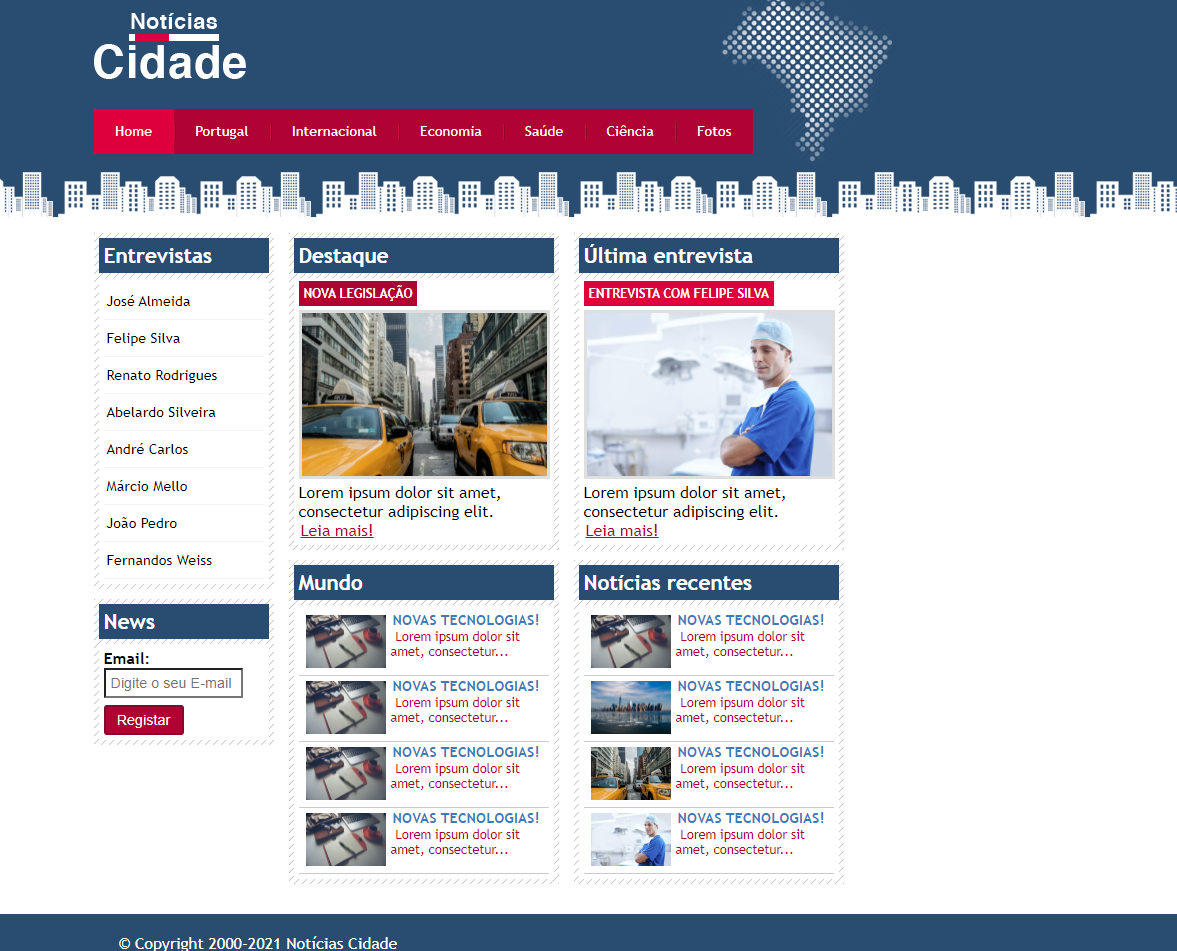 Notícias
Cidade
Home
Portugal
Internacional
Economia
Saúde
Ciência
Fotos
Entrevistas
José Almeida
Felipe Silva
Renato Rodrigues
Abelardo Silveira
André Carlos
Márcio Mello
João Pedro
Fernandos Weiss
News
Email:
Digite o seu E-mail
Registar
Destaque
NOVA LEGISLAÇÃO
Lorem ipsum dolor sit amet,
consectetur adipiscing elit.
Leia mais!
Última entrevista
ENTREVISTA COM FELIPE SILVA
Lorem ipsum dolor sit amet,
consectetur adipiscing elit.
Leia mais!
Mundo
NOVAS TECNOLOGIAS!
Lorem ipsum dolor sit
amet, consectetur...
NOVAS TECNOLOGIAS!
Lorem ipsum dolor sit
amet, consectetur...
NOVAS TECNOLOGIAS!
Lorem ipsum dolor sit
amet, consectetur...
NOVAS TECNOLOGIAS!
Lorem ipsum dolor sit
amet, consectetur...
Notícias recentes
NOVAS TECNOLOGIAS!
Lorem ipsum dolor sit
amet, consectetur...
NOVAS TECNOLOGIAS!
Lorem ipsum dolor sit
amet, consectetur...
NOVAS TECNOLOGIAS!
Lorem ipsum dolor sit
amet, consectetur...
NOVAS TECNOLOGIAS!
Lorem ipsum dolor sit
amet, consectetur...
© Copyright 2000-2021 Notícias Cidade